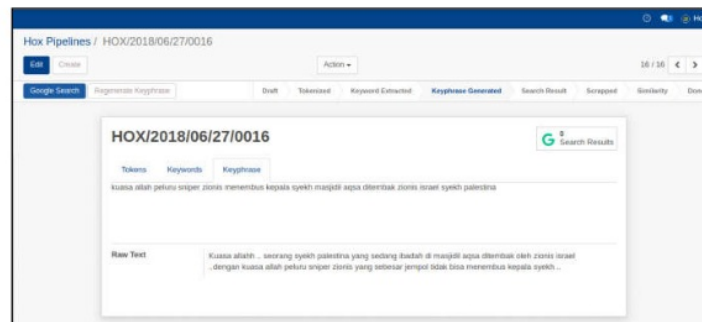 Ho
Hox Pipelines / HOX/2018/06/27/0016
Edit Create Action 16 / 16
Google Search Regenerate Keyphrase Draft Tokenized Keyword Extracted Keyphrase Generated Search Result Scrapped Similarity Don
HOX/2018/06/27/0016
G 0 Search Results
Tokens Keywords Keyphrase
kuasa allah peluru sniper zionis menembus kepala syekh masjidil aqsa ditembak zionis israel syekh palestina
Raw Text Kuasa allahh .. seorang syekh palestina yang sedang ibadah di masjidil aqsa ditembak oleh zionis israel
..dengan kuasa allah peluru sniper zionis yang sebesar jempol tidak bisa menembus kepala syekh ..